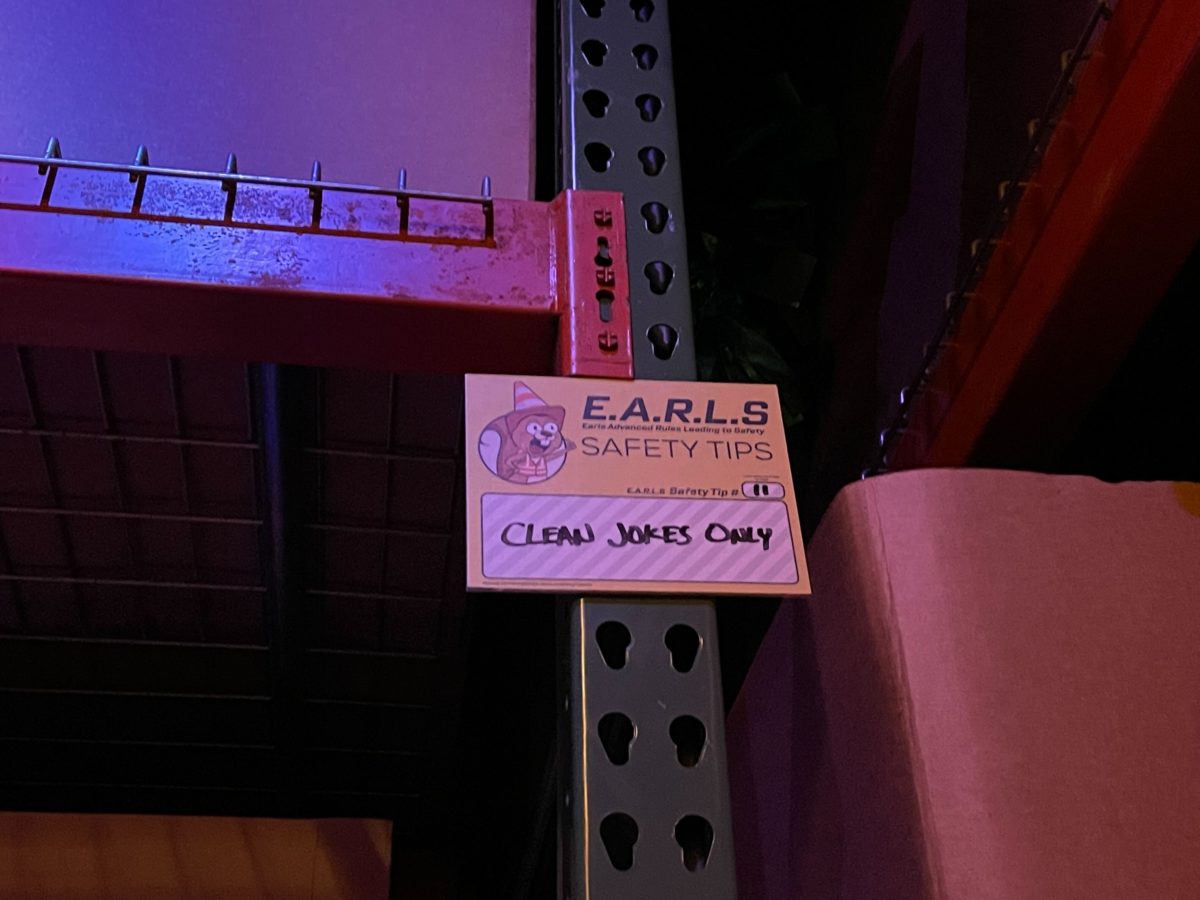 E.A.R.L.S
Earls Advanced Rules Leading to Safety
SAFETY TIPS
E.A.R.L.S Safety Tip # 11
CLEAN JOKES ONLY